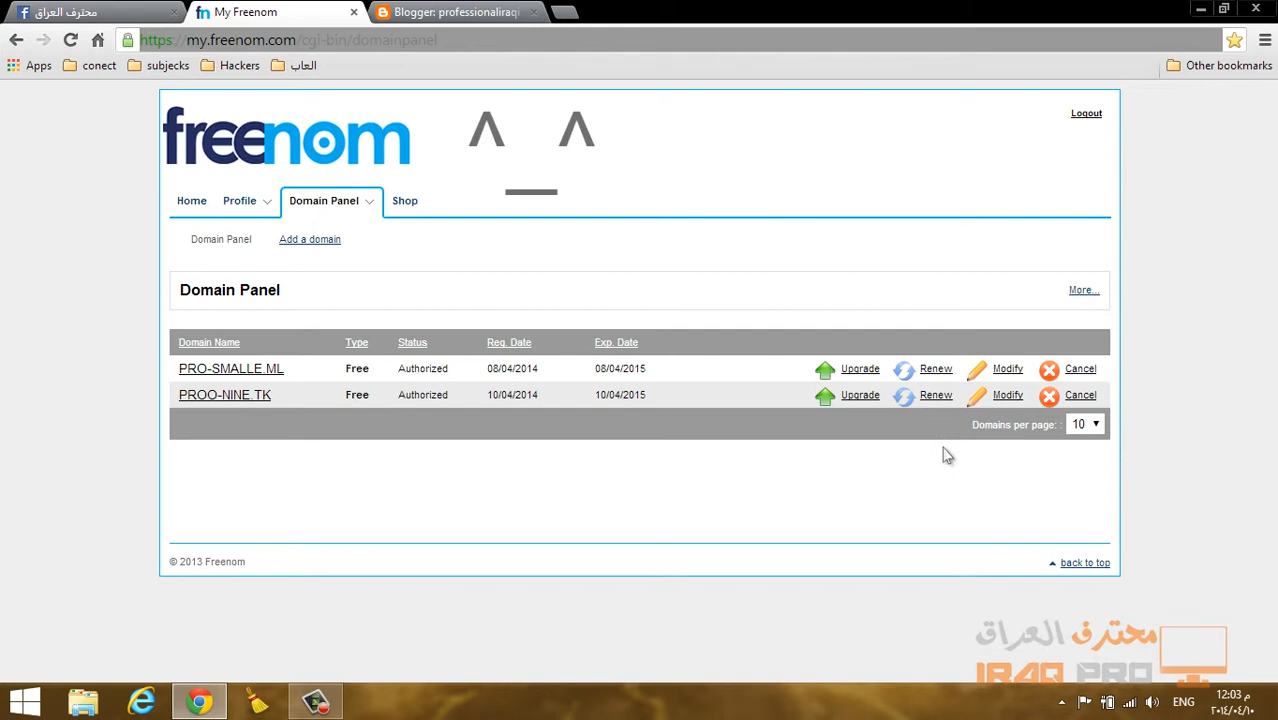 محترف العراق
My Freenom
Blogger: professionaliraqi
https://my.freenom.com/cgi-bin/domainpanel
Apps conect subjecks Hackers العاب Other bookmarks
freenom ^_^
Logout
Home Profile Domain Panel Shop
Domain Panel Add a domain
Domain Panel More...
Domain Name Type Status Reg. Date Exp. Date
PRO-SMALLE.ML Free Authorized 08/04/2014 08/04/2015 Upgrade Renew Modify Cancel
PROO-NINE.TK Free Authorized 10/04/2014 10/04/2015 Upgrade Renew Modify Cancel
Domains per page: : 10
© 2013 Freenom back to top
محترف العراق
IRAQ PRO
ENG
12:03 م
٢٠١٤/٠٤/١٠